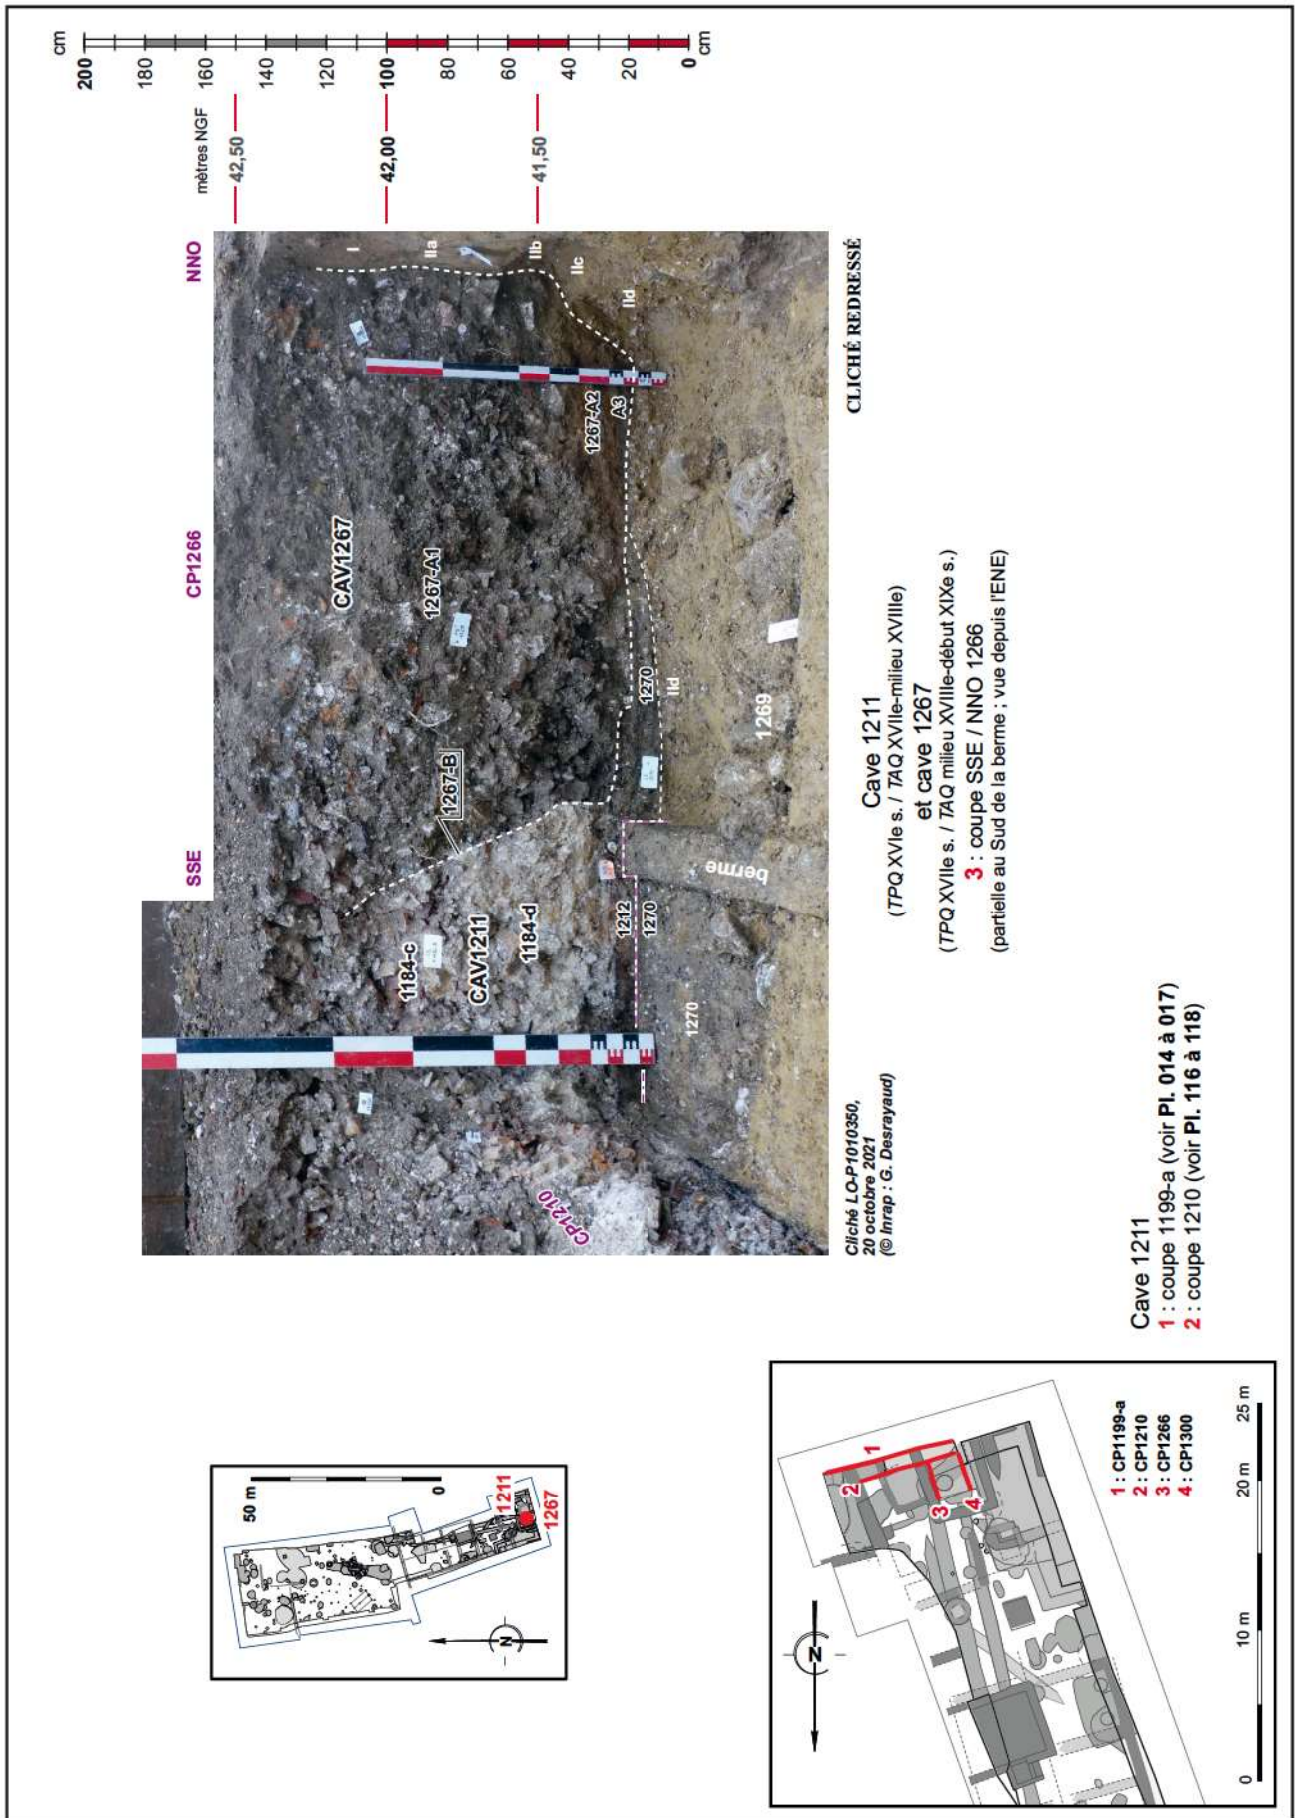 cm
200
180
160
140
120
100
80
60
40
20
0
cm
mètres NGF
42,50
42,00
41,50
SSE
CP1266
NNO
CAV1267
1267-A1
1267-B
1184-c
CAV1211
1184-d
1212
1270
1270
berme
1270
IId
1269
1267-A2
A3
I
IIa
IIb
IIc
IId
CP1210
CLICHÉ REDRESSÉ
Cliché LO-P1010350,
20 octobre 2021
(© Inrap : G. Desrayaud)
Cave 1211
(TPQ XVIe s. / TAQ XVIIe-milieu XVIIIe)
et cave 1267
(TPQ XVIIe s. / TAQ milieu XVIIIe-début XIXe s.)
3 : coupe SSE / NNO 1266
(partielle au Sud de la berme ; vue depuis l'ENE)
Cave 1211
1 : coupe 1199-a (voir Pl. 014 à 017)
2 : coupe 1210 (voir Pl. 116 à 118)
50 m
0
1211
1267
N
N
1
2
3
4
1 : CP1199-a
2 : CP1210
3 : CP1266
4 : CP1300
0
10 m
20 m
25 m